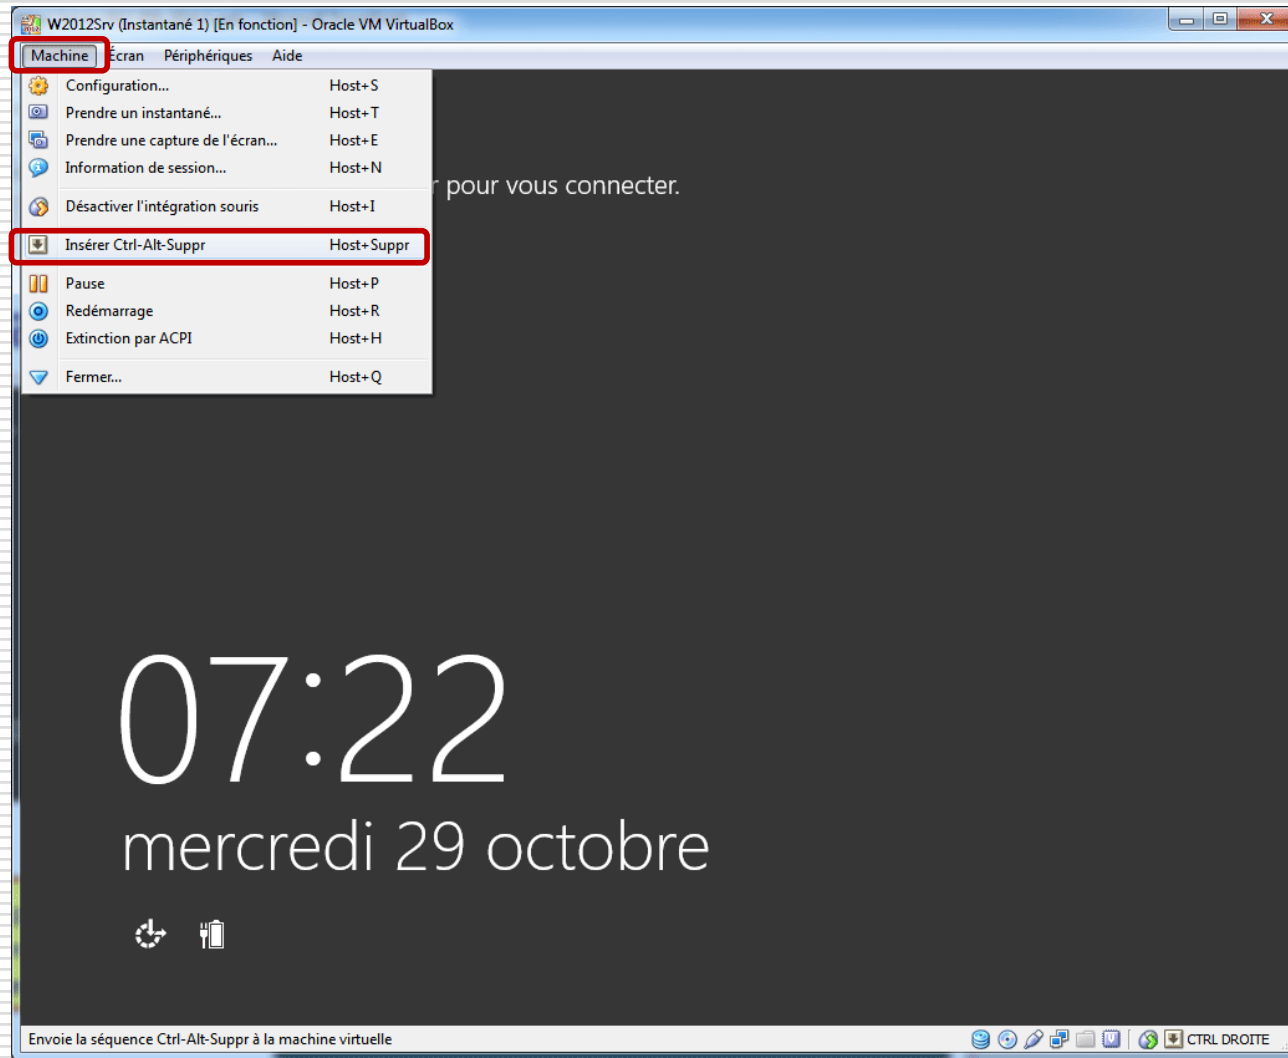 W2012Srv (Instantané 1) [En fonction] - Oracle VM VirtualBox
Machine Écran Périphériques Aide
Configuration... Host+S
Prendre un instantané... Host+T
Prendre une capture de l'écran... Host+E
Information de session... Host+N
pour vous connecter.
Désactiver l'intégration souris Host+I
Insérer Ctrl-Alt-Suppr Host+Suppr
Pause Host+P
Redémarrage Host+R
Extinction par ACPI Host+H
Fermer... Host+Q
07:22
mercredi 29 octobre
Envoie la séquence Ctrl-Alt-Suppr à la machine virtuelle CTRL DROITE